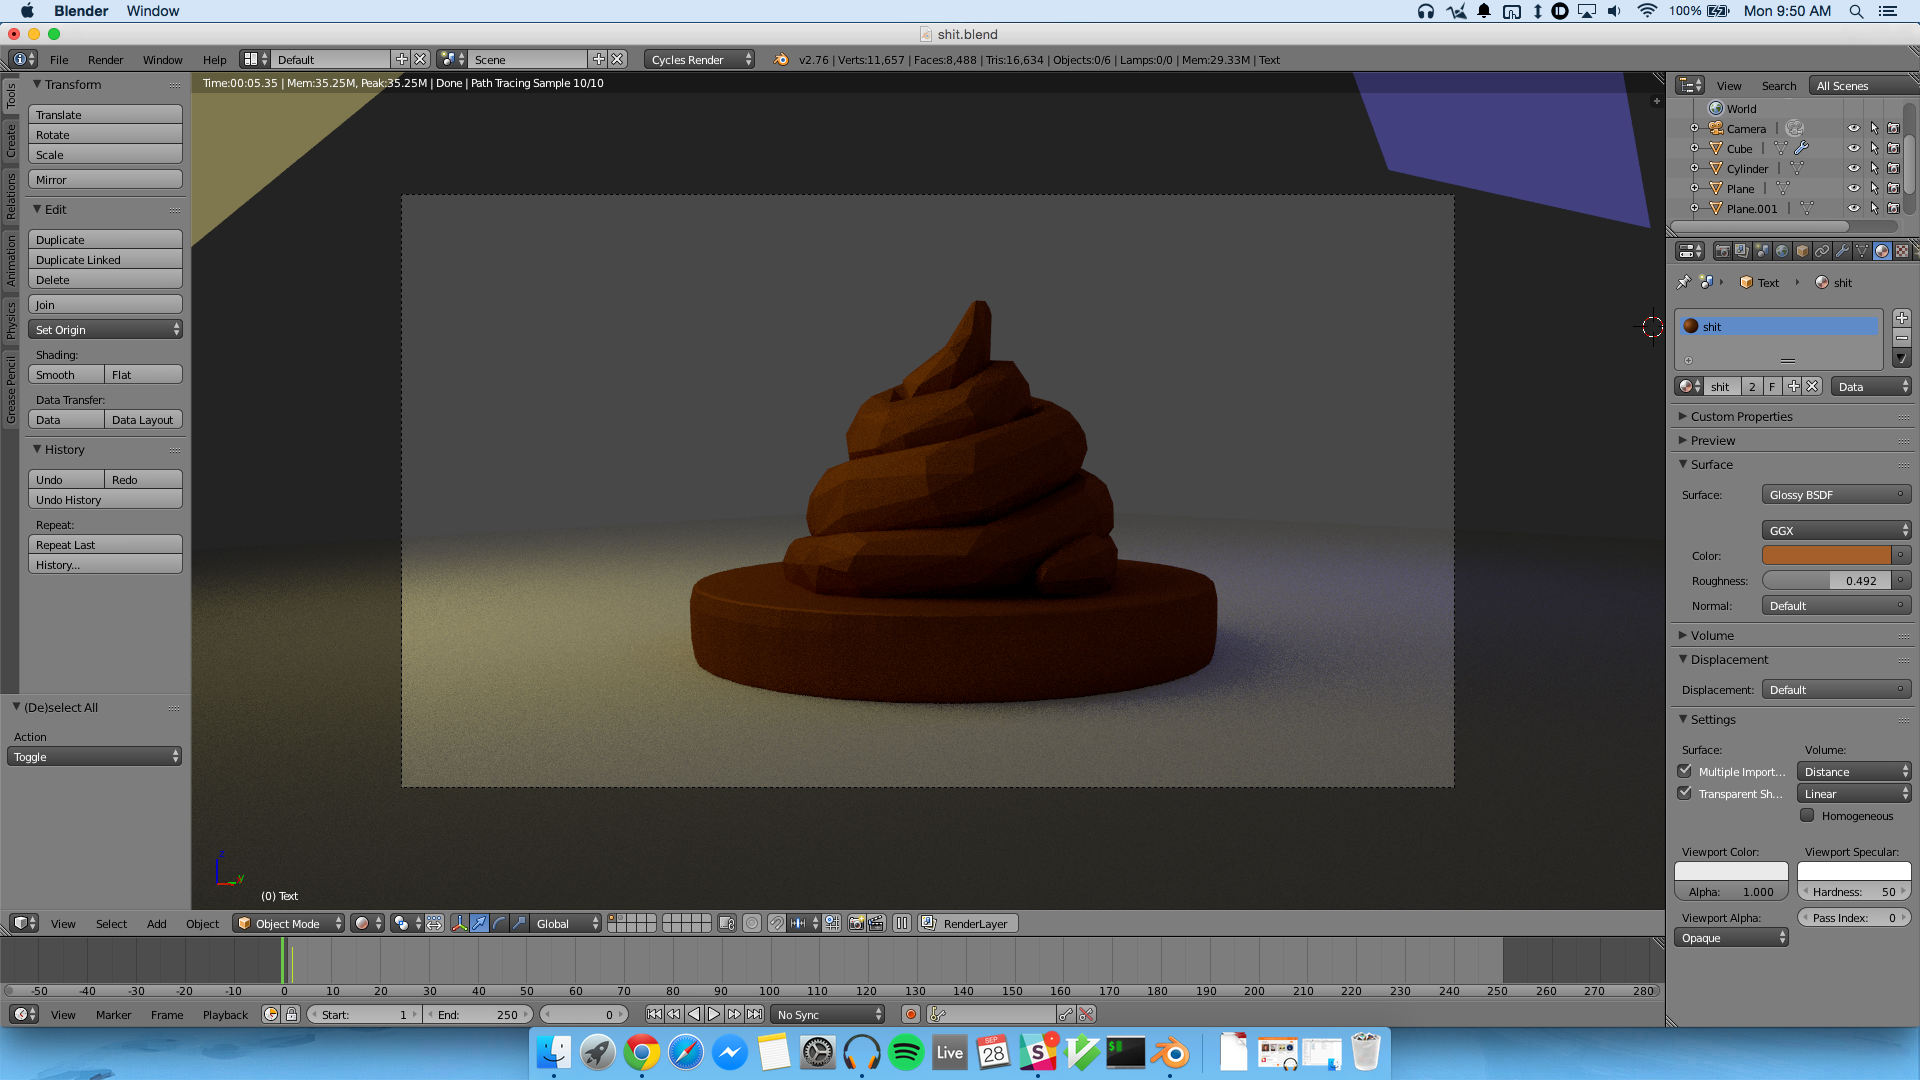 Blender Window 100% Mon 9:50 AM
shit.blend
File Render Window Help Default Scene Cycles Render v2.76 | Verts:11,657 | Faces:8,488 | Tris:16,634 | Objects:0/6 | Lamps:0/0 | Mem:29.33M | Text
Time:00:05.35 | Mem:35.25M, Peak:35.25M | Done | Path Tracing Sample 10/10
Tools
Create
Relations
Animation
Physics
Grease Pencil
Transform
Translate
Rotate
Scale
Mirror
Edit
Duplicate
Duplicate Linked
Delete
Join
Set Origin
Shading:
Smooth Flat
Data Transfer:
Data Data Layout
History
Undo Redo
Undo History
Repeat:
Repeat Last
History...
(De)select All
Action
Toggle
z
y
(0) Text
View Search All Scenes
World
Camera
Cube
Cylinder
Plane
Plane.001
Text shit
shit
shit 2 F Data
Custom Properties
Preview
Surface
Surface: Glossy BSDF
GGX
Color:
Roughness: 0.492
Normal: Default
Volume
Displacement
Displacement: Default
Settings
Surface: Volume:
Multiple Import... Distance
Transparent Sh... Linear
Homogeneous
Viewport Color: Viewport Specular:
Alpha: 1.000 Hardness: 50
Viewport Alpha: Pass Index: 0
Opaque
View Select Add Object Object Mode Global RenderLayer
-50 -40 -30 -20 -10 0 10 20 30 40 50 60 70 80 90 100 110 120 130 140 150 160 170 180 190 200 210 220 230 240 250 260 270 280
View Marker Frame Playback Start: 1 End: 250 0 No Sync
Live
SEP
28
S
$